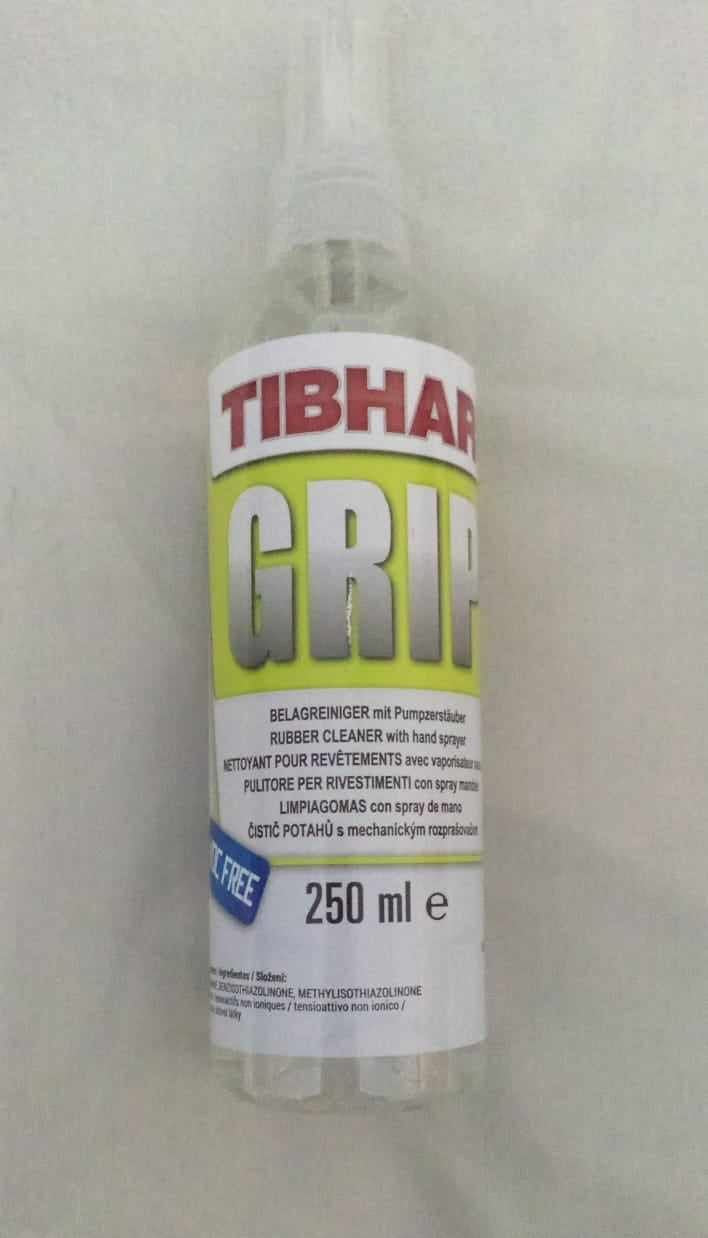 TIBHAR
GRIP
BELAGREINIGER mit Pumpzerstäuber
RUBBER CLEANER with hand sprayer
NETTOYANT POUR REVÊTEMENTS avec vaporisateur
PULITORE PER RIVESTIMENTI con spray
LIMPIAGOMAS con spray de mano
ČISTIČ POTAHŮ s mechanickým rozprašovačem
FREE
250 ml e
Ingredientes / Složení:
BENZISOTHIAZOLINONE, METHYLISOTHIAZOLINONE
non ioniques / tensioattivo non ionico /
látky